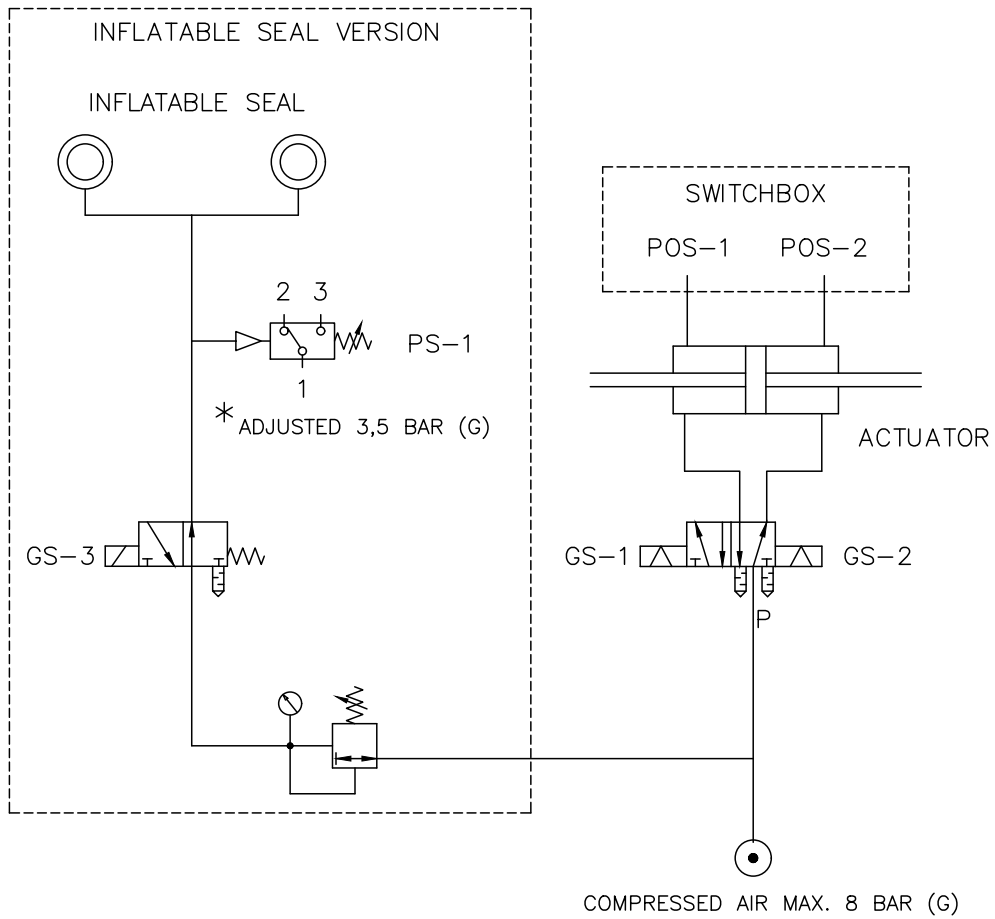 INFLATABLE SEAL VERSION
INFLATABLE SEAL
SWITCHBOX
POS-1 POS-2
2 3
PS-1
1
* ADJUSTED 3,5 BAR (G)
ACTUATOR
GS-3
GS-1
GS-2
P
COMPRESSED AIR MAX. 8 BAR (G)